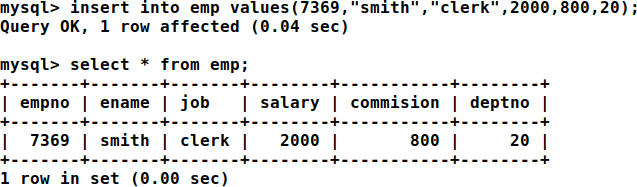 mysql> insert into emp values(7369,"smith","clerk",2000,800,20);
Query OK, 1 row affected (0.04 sec)
mysql> select * from emp;
+-------+-------+-------+--------+-----------+--------+
| empno | ename | job   | salary | commision | deptno |
+-------+-------+-------+--------+-----------+--------+
|  7369 | smith | clerk |   2000 |       800 |     20 |
+-------+-------+-------+--------+-----------+--------+
1 row in set (0.00 sec)